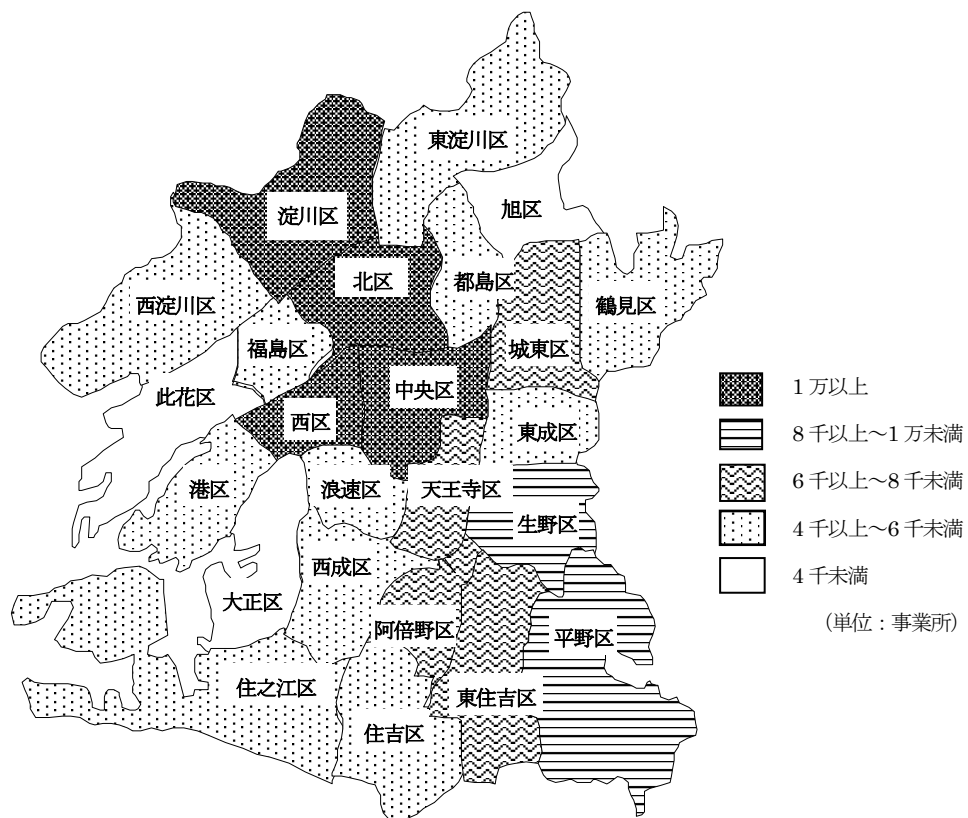 東淀川区
旭区
淀川区
北区
都島区
西淀川区
鶴見区
福島区
城東区
此花区
中央区
西区
東成区
港区
浪速区
天王寺区
生野区
西成区
大正区
阿倍野区
平野区
住之江区
東住吉区
住吉区
1万以上
8千以上～1万未満
6千以上～8千未満
4千以上～6千未満
4千未満
（単位：事業所）